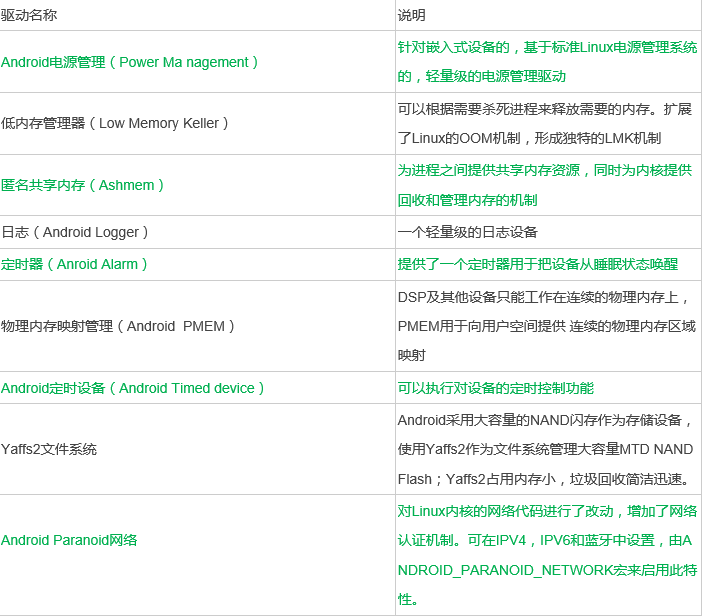 驱动名称
说明
Android电源管理（Power Ma nagement）
针对嵌入式设备的，基于标准Linux电源管理系统
的，轻量级的电源管理驱动
低内存管理器（Low Memory Keller）
可以根据需要杀死进程来释放需要的内存。扩展
了Linux的OOM机制，形成独特的LMK机制
匿名共享内存（Ashmem）
为进程之间提供共享内存资源，同时为内核提供
回收和管理内存的机制
日志（Android Logger）
一个轻量级的日志设备
定时器（Anroid Alarm）
提供了一个定时器用于把设备从睡眠状态唤醒
物理内存映射管理（Android  PMEM）
DSP及其他设备只能工作在连续的物理内存上，
PMEM用于向用户空间提供 连续的物理内存区域
映射
Android定时设备（Android Timed device）
可以执行对设备的定时控制功能
Yaffs2文件系统
Android采用大容量的NAND闪存作为存储设备，
使用Yaffs2作为文件系统管理大容量MTD NAND
Flash；Yaffs2占用内存小，垃圾回收简洁迅速。
Android Paranoid网络
对Linux内核的网络代码进行了改动，增加了网络
认证机制。可在IPV4，IPV6和蓝牙中设置，由A
NDROID_PARANOID_NETWORK宏来启用此特
性。